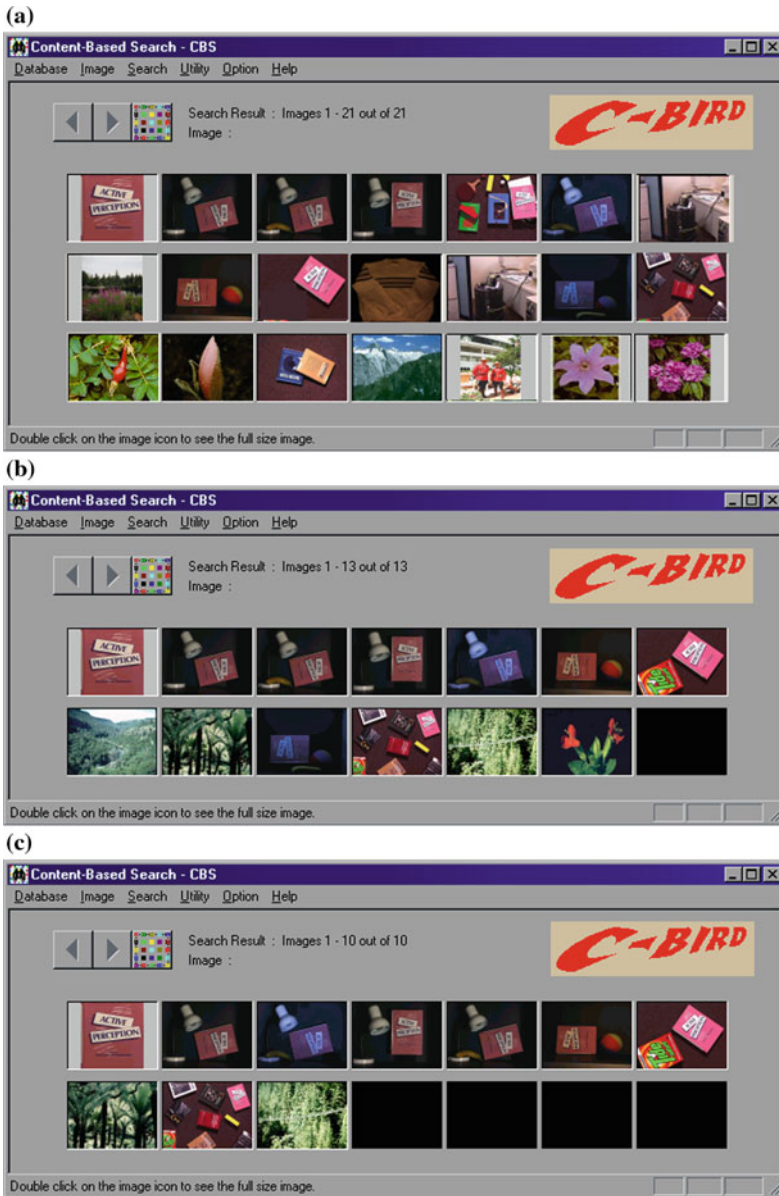 (a)
Content-Based Search - CBS
Database Image Search Utility Option Help
Search Result : Images 1 - 21 out of 21
Image :
C-BIRD
ACTIVE
PERCEPTION
Double click on the image icon to see the full size image.
(b)
Content-Based Search - CBS
Database Image Search Utility Option Help
Search Result : Images 1 - 13 out of 13
Image :
C-BIRD
ACTIVE
PERCEPTION
Double click on the image icon to see the full size image.
(c)
Content-Based Search - CBS
Database Image Search Utility Option Help
Search Result : Images 1 - 10 out of 10
Image :
C-BIRD
ACTIVE
PERCEPTION
Double click on the image icon to see the full size image.